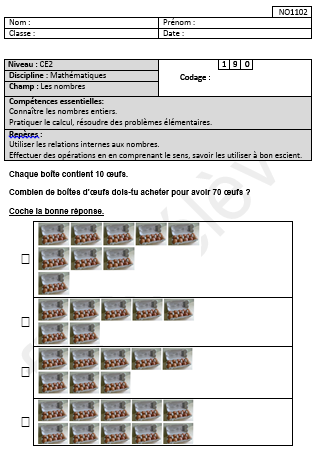 NO1102
Nom : Prénom :
Classe : Date :
Niveau : CE2
Discipline : Mathématiques
Champ : Les nombres
1 9 0
Codage :
Compétences essentielles:
Connaître les nombres entiers.
Pratiquer le calcul, résoudre des problèmes élémentaires.
Repères :
Utiliser les relations internes aux nombres.
Effectuer des opérations en en comprenant le sens, savoir les utiliser à bon escient.
Chaque boîte contient 10 œufs.
Combien de boîtes d'œufs dois-tu acheter pour avoir 70 œufs ?
Coche la bonne réponse.